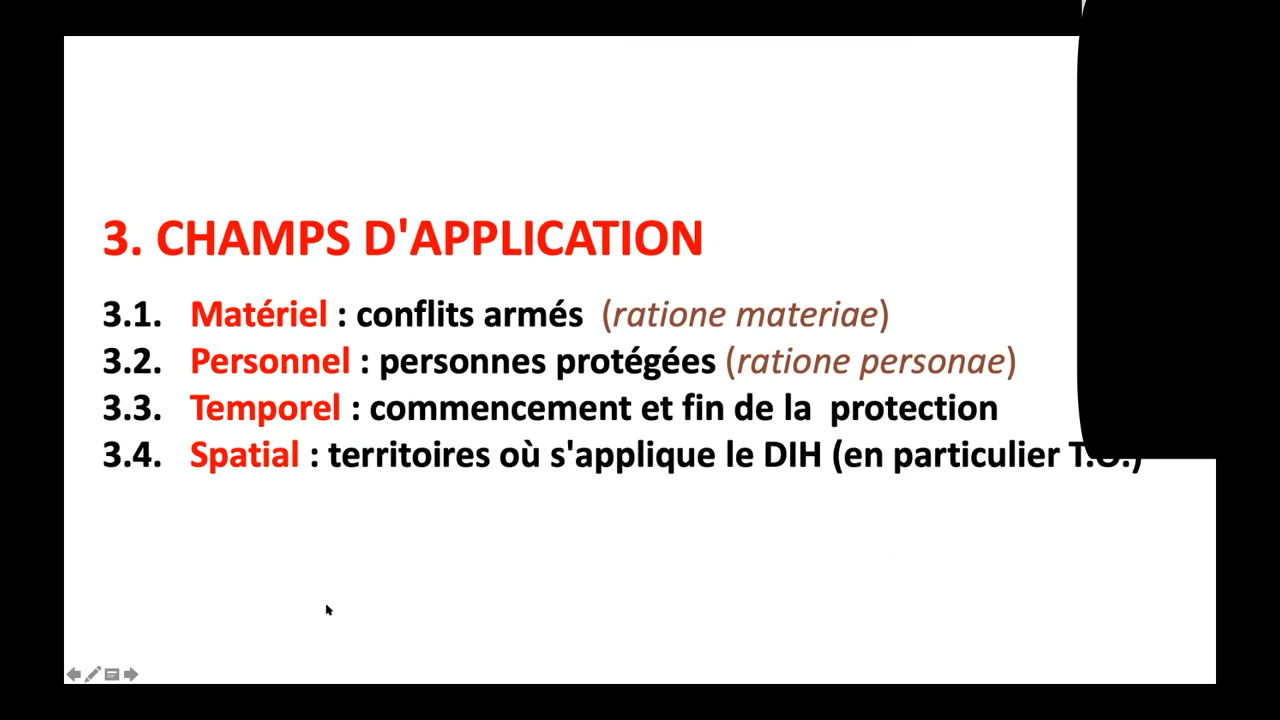 3. CHAMPS D'APPLICATION
3.1. Matériel : conflits armés (ratione materiae)
3.2. Personnel : personnes protégées (ratione personae)
3.3. Temporel : commencement et fin de la protection
3.4. Spatial : territoires où s'applique le DIH (en particulier T.O.)